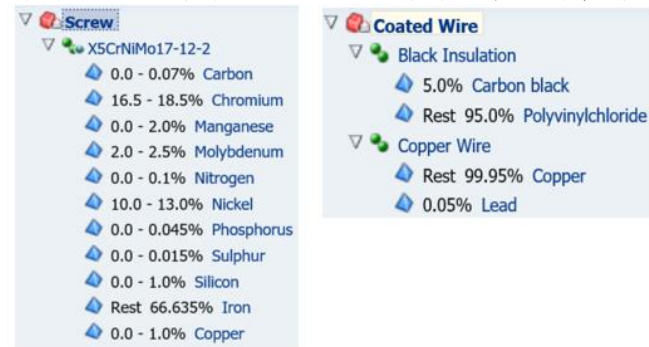 Screw
X5CrNiMo17-12-2
0.0 - 0.07% Carbon
16.5 - 18.5% Chromium
0.0 - 2.0% Manganese
2.0 - 2.5% Molybdenum
0.0 - 0.1% Nitrogen
10.0 - 13.0% Nickel
0.0 - 0.045% Phosphorus
0.0 - 0.015% Sulphur
0.0 - 1.0% Silicon
Rest 66.635% Iron
0.0 - 1.0% Copper
Coated Wire
Black Insulation
5.0% Carbon black
Rest 95.0% Polyvinylchloride
Copper Wire
Rest 99.95% Copper
0.05% Lead